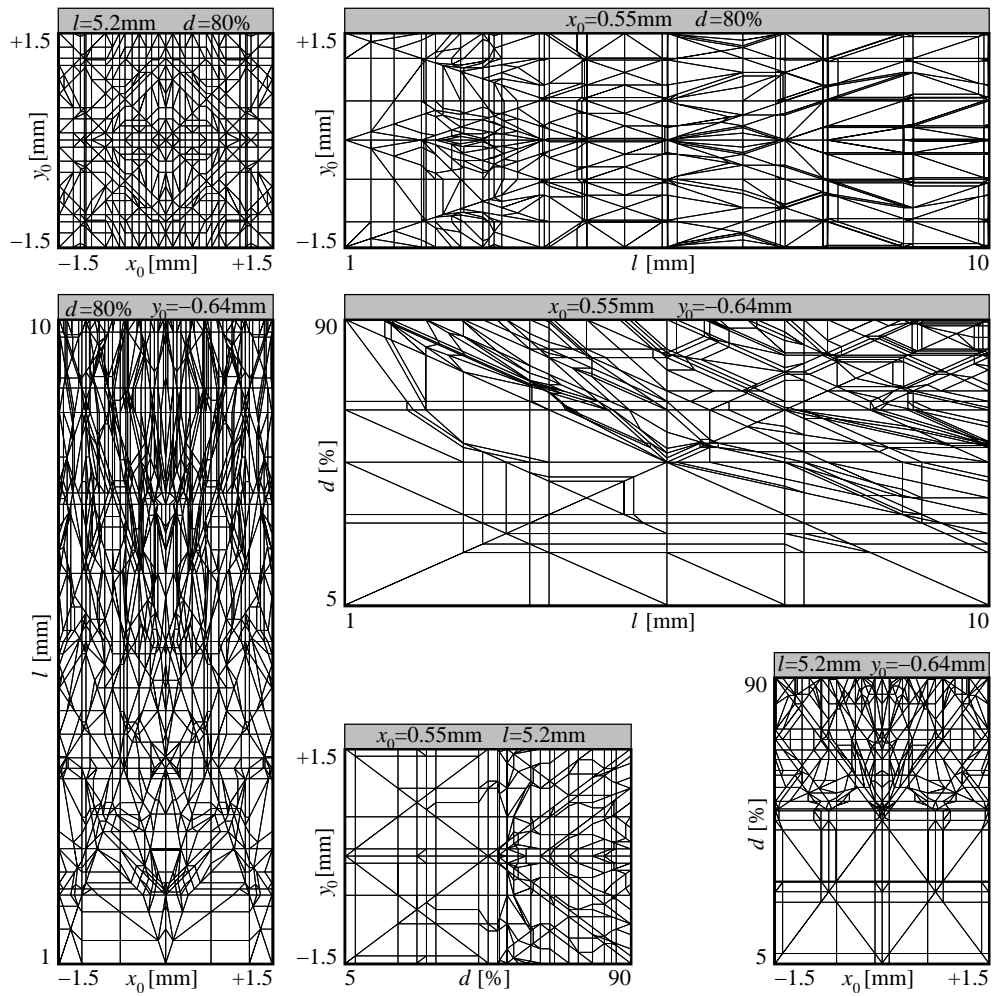 l=5.2mm d=80%
+1.5
y0 [mm]
−1.5
−1.5 x0 [mm] +1.5
x0=0.55mm d=80%
+1.5
y0 [mm]
−1.5
1 l [mm] 10
d=80% y0=−0.64mm
10
l [mm]
1
−1.5 x0 [mm] +1.5
x0=0.55mm y0=−0.64mm
90
d [%]
5
1 l [mm] 10
x0=0.55mm l=5.2mm
+1.5
y0 [mm]
−1.5
5 d [%] 90
l=5.2mm y0=−0.64mm
90
d [%]
5
−1.5 x0 [mm] +1.5